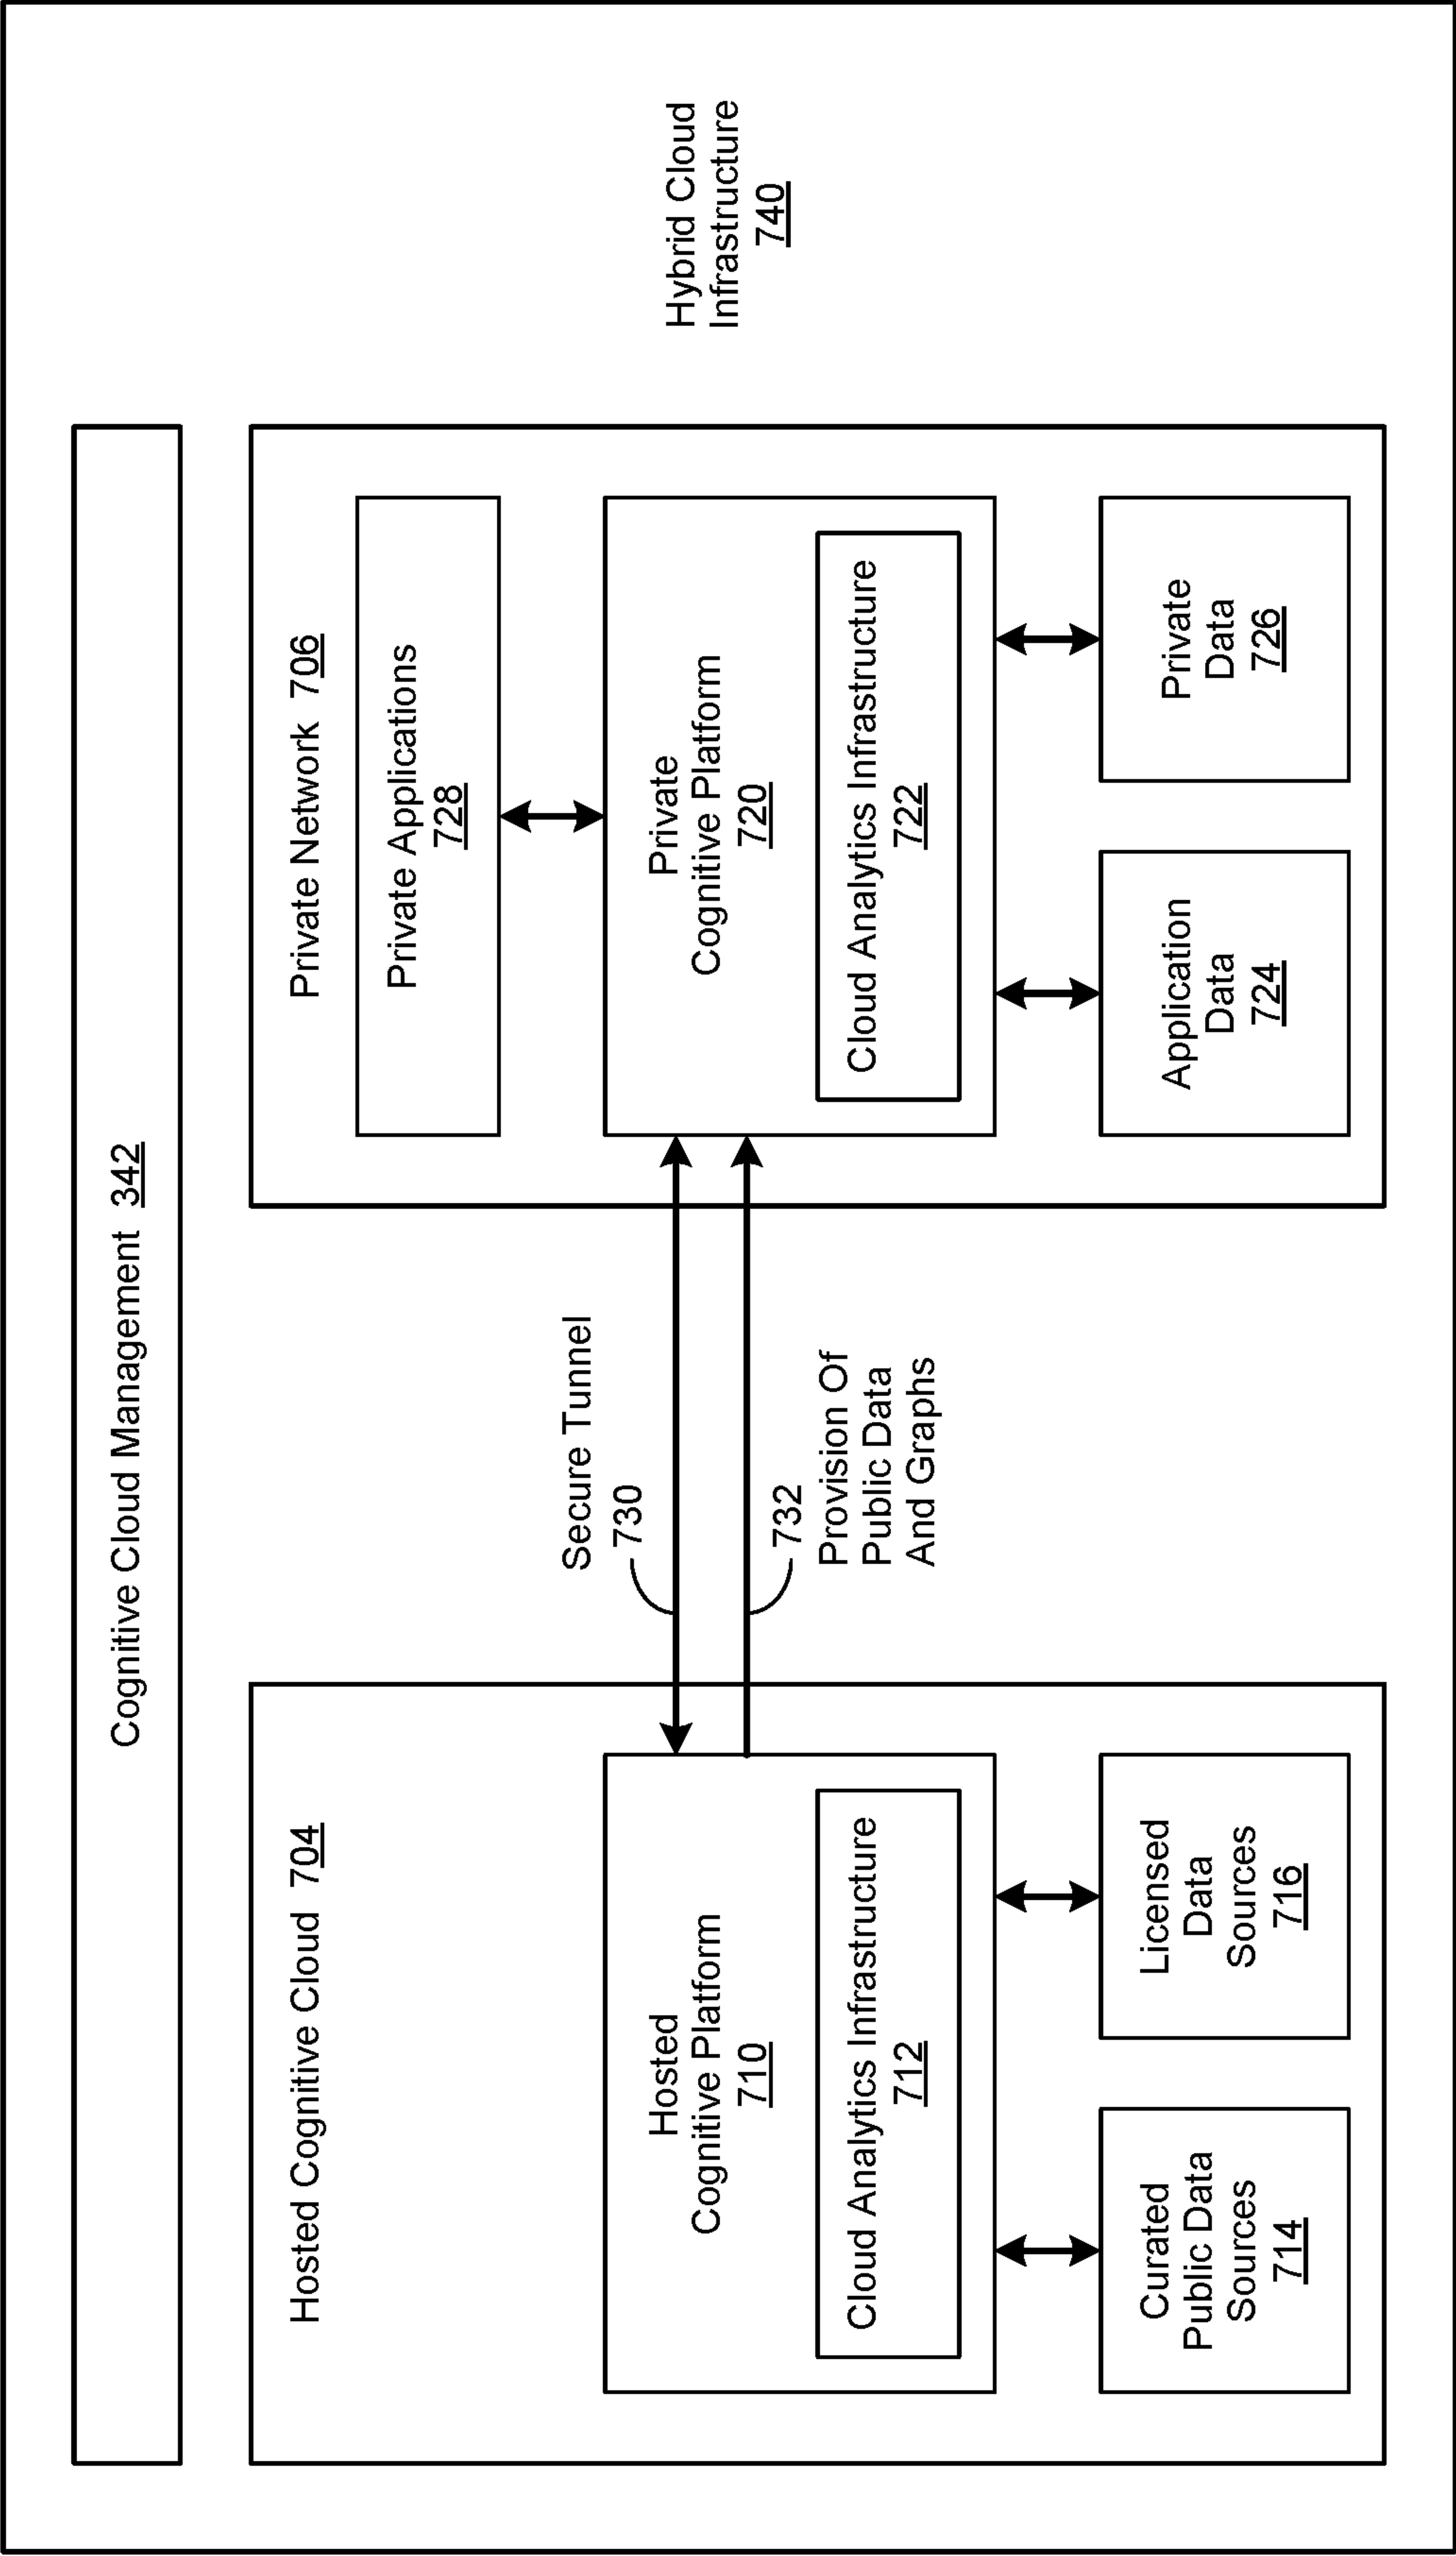 Cognitive Cloud Management 342
Hosted Cognitive Cloud 704
Hosted
Cognitive Platform
710
Cloud Analytics Infrastructure
712
Curated
Public Data
Sources
714
Licensed
Data
Sources
716
Secure Tunnel
730
732
Provision Of
Public Data
And Graphs
Private Network 706
Private Applications
728
Private
Cognitive Platform
720
Cloud Analytics Infrastructure
722
Application
Data
724
Private
Data
726
Hybrid Cloud
Infrastructure
740